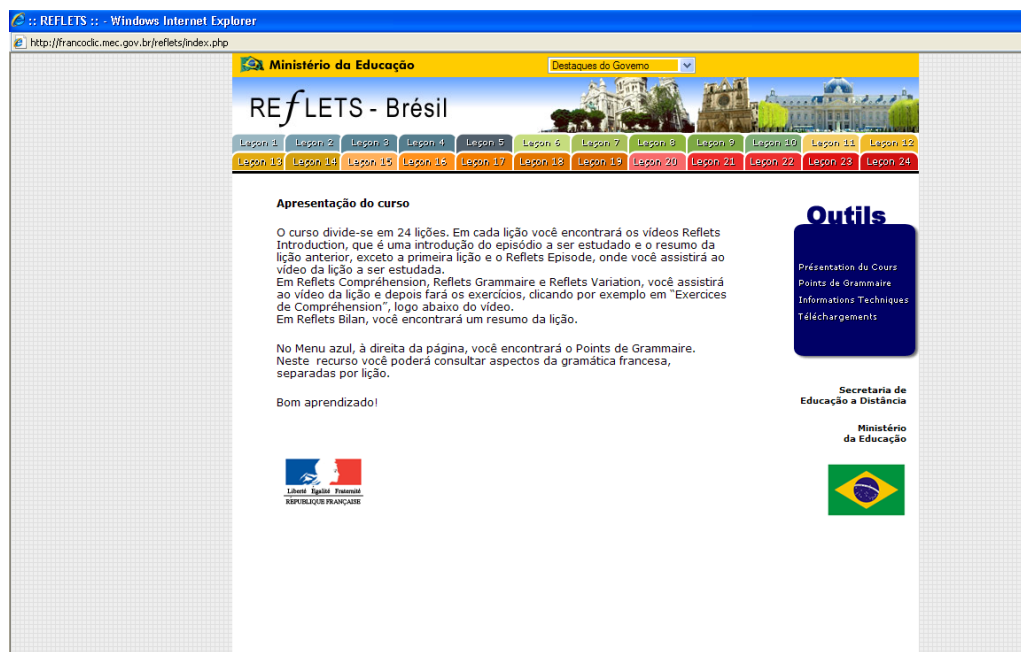 :: REFLETS :: - Windows Internet Explorer
http://francoclic.mec.gov.br/reflets/index.php
Ministério da Educação
Destaques do Governo
REfLETS - Brésil
Leçon 1 Leçon 2 Leçon 3 Leçon 4 Leçon 5 Leçon 6 Leçon 7 Leçon 8 Leçon 9 Leçon 10 Leçon 11 Leçon 12
Leçon 13 Leçon 14 Leçon 15 Leçon 16 Leçon 17 Leçon 18 Leçon 19 Leçon 20 Leçon 21 Leçon 22 Leçon 23 Leçon 24
Apresentação do curso
O curso divide-se em 24 lições. Em cada lição você encontrará os vídeos Reflets
Introduction, que é uma introdução do episódio a ser estudado e o resumo da
lição anterior, exceto a primeira lição e o Reflets Episode, onde você assistirá ao
vídeo da lição a ser estudada.
Em Reflets Compréhension, Reflets Grammaire e Reflets Variation, você assistirá
ao vídeo da lição e depois fará os exercícios, clicando por exemplo em "Exercices
de Compréhension", logo abaixo do vídeo.
Em Reflets Bilan, você encontrará um resumo da lição.
No Menu azul, à direita da página, você encontrará o Points de Grammaire.
Neste recurso você poderá consultar aspectos da gramática francesa,
separadas por lição.
Bom aprendizado!
Outils
Présentation du Cours
Points de Grammaire
Informations Techniques
Téléchargements
Secretaria de
Educação a Distância
Ministério
da Educação
Liberté Égalité Fraternité
RÉPUBLIQUE FRANÇAISE